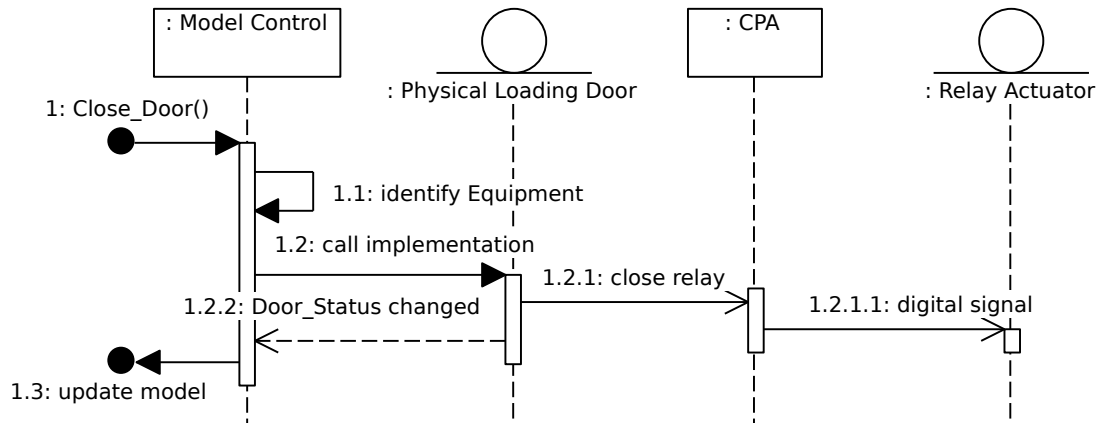 : Model Control
: CPA
: Physical Loading Door
: Relay Actuator
1: Close_Door()
1.1: identify Equipment
1.2: call implementation
1.2.1: close relay
1.2.2: Door_Status changed
1.2.1.1: digital signal
1.3: update model